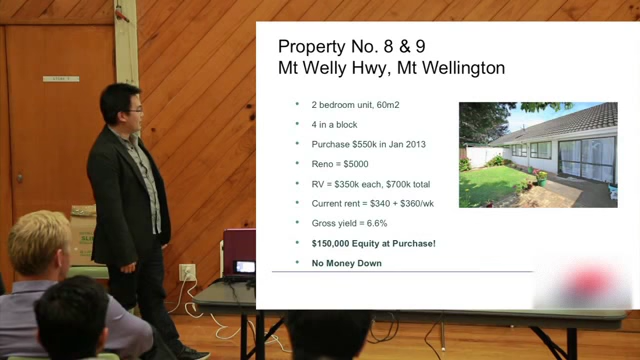 Property No. 8 & 9
Mt Welly Hwy, Mt Wellington
• 2 bedroom unit, 60m2
• 4 in a block
• Purchase $550k in Jan 2013
• Reno = $5000
• RV = $350k each, $700k total
• Current rent = $340 + $360/wk
• Gross yield = 6.6%
• $150,000 Equity at Purchase!
• No Money Down